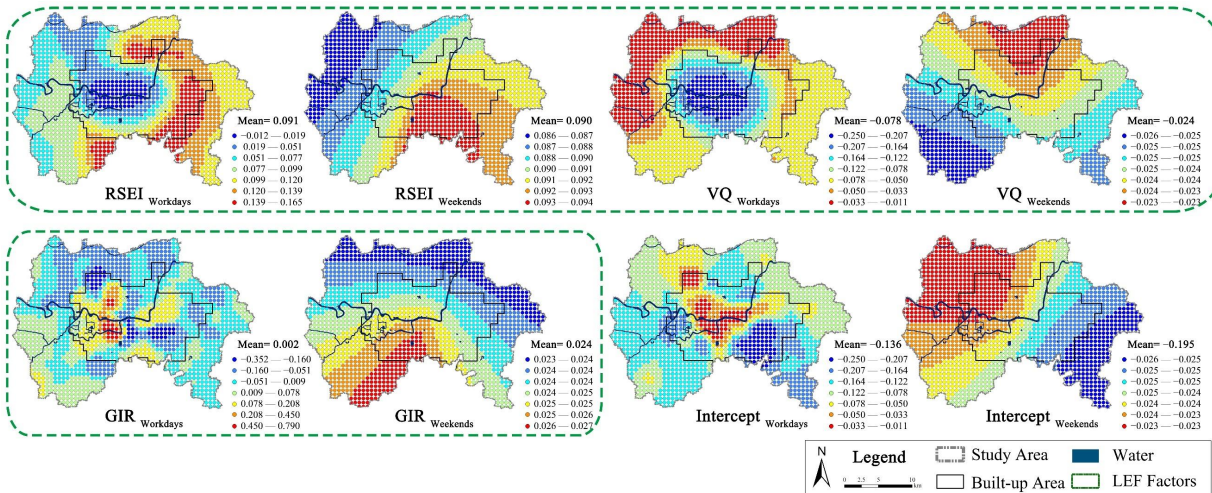 Mean= 0.091
−0.012 — 0.019
0.019 — 0.051
0.051 — 0.077
0.077 — 0.099
0.099 — 0.120
0.120 — 0.139
0.139 — 0.165
RSEI Workdays
Mean= 0.090
0.086 — 0.087
0.087 — 0.088
0.088 — 0.090
0.090 — 0.091
0.091 — 0.092
0.092 — 0.093
0.093 — 0.094
RSEI Weekends
Mean= −0.078
−0.250 — −0.207
−0.207 — −0.164
−0.164 — −0.122
−0.122 — −0.078
−0.078 — −0.050
−0.050 — −0.033
−0.033 — −0.011
VQ Workdays
Mean= −0.024
−0.026 — −0.025
−0.025 — −0.025
−0.025 — −0.025
−0.025 — −0.024
−0.024 — −0.024
−0.024 — −0.023
−0.023 — −0.023
VQ Weekends
Mean= 0.002
−0.352 — −0.160
−0.160 — −0.051
−0.051 — 0.009
0.009 — 0.078
0.078 — 0.208
0.208 — 0.450
0.450 — 0.790
GIR Workdays
Mean= 0.024
0.023 — 0.024
0.024 — 0.024
0.024 — 0.024
0.024 — 0.025
0.025 — 0.025
0.025 — 0.026
0.026 — 0.027
GIR Weekends
Mean= −0.136
−0.250 — −0.207
−0.207 — −0.164
−0.164 — −0.122
−0.122 — −0.078
−0.078 — −0.050
−0.050 — −0.033
−0.033 — −0.011
Intercept Workdays
Mean= −0.195
−0.026 — −0.025
−0.025 — −0.025
−0.025 — −0.025
−0.025 — −0.024
−0.024 — −0.024
−0.024 — −0.023
−0.023 — −0.023
Intercept Weekends
N
Legend
0 2.5 5 10
km
Study Area
Water
Built-up Area
LEF Factors